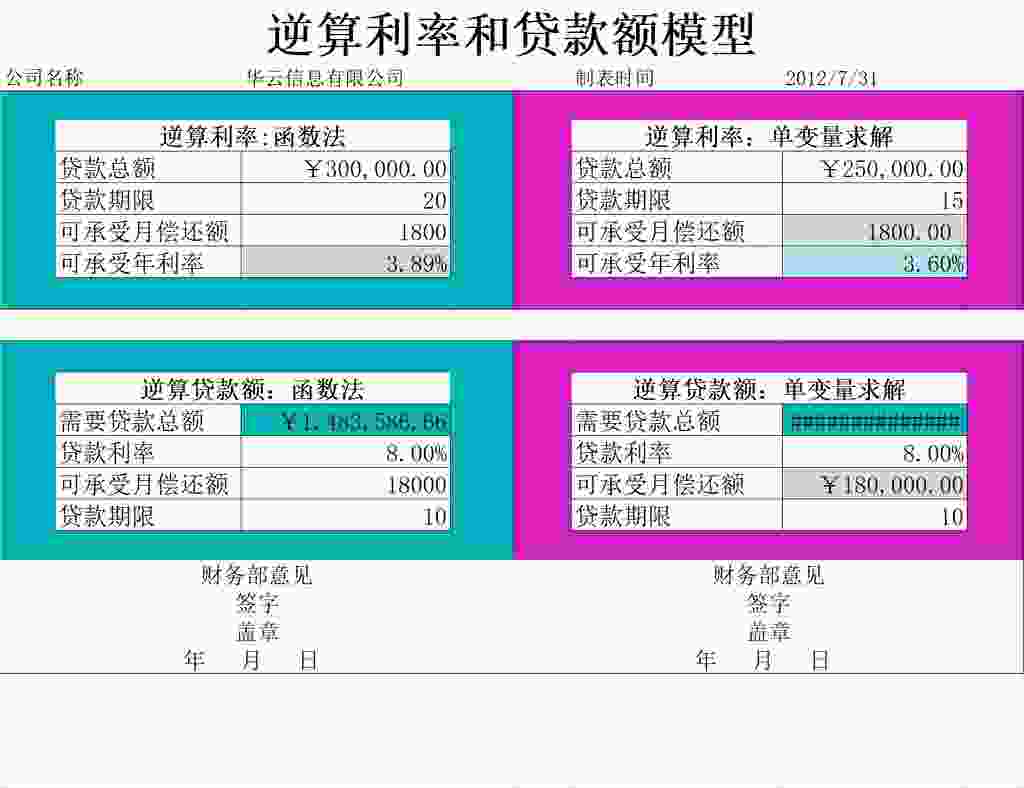 逆算利率和贷款额模型
公司名称 华云信息有限公司 制表时间 2012/7/31
逆算利率:函数法 逆算利率：单变量求解
贷款总额 ￥300,000.00 贷款总额 ￥250,000.00
贷款期限 20 贷款期限 15
可承受月偿还额 1800 可承受月偿还额 1800.00
可承受年利率 3.89% 可承受年利率 3.60%
逆算贷款额：函数法 逆算贷款额：单变量求解
需要贷款总额 ￥1,483,586.66 需要贷款总额 ##############
贷款利率 8.00% 贷款利率 8.00%
可承受月偿还额 18000 可承受月偿还额 ￥180,000.00
贷款期限 10 贷款期限 10
财务部意见 财务部意见
签字 签字
盖章 盖章
年 月 日 年 月 日